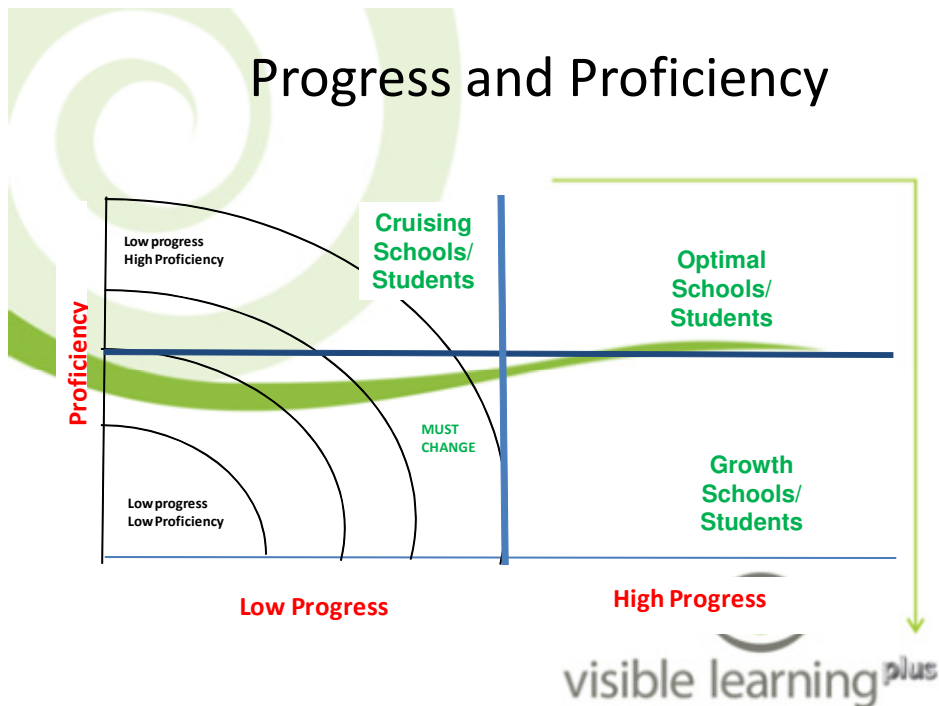 Progress and Proficiency
Low progress
High Proficiency
Cruising
Schools/
Students
Optimal
Schools/
Students
Proficiency
MUST
CHANGE
Low progress
Low Proficiency
Growth
Schools/
Students
Low Progress
High Progress
visible learning plus